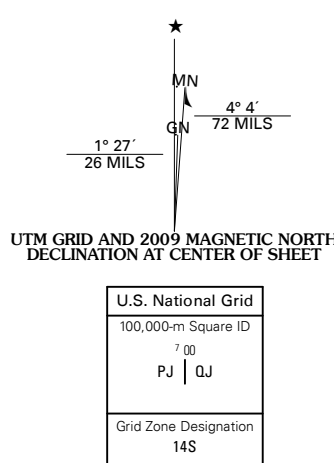 ★
MN
GN
4° 4´
72 MILS
1° 27´
26 MILS
UTM GRID AND 2009 MAGNETIC NORTH
DECLINATION AT CENTER OF SHEET
U.S. National Grid
100,000-m Square ID
7 00
PJ QJ
Grid Zone Designation
14S